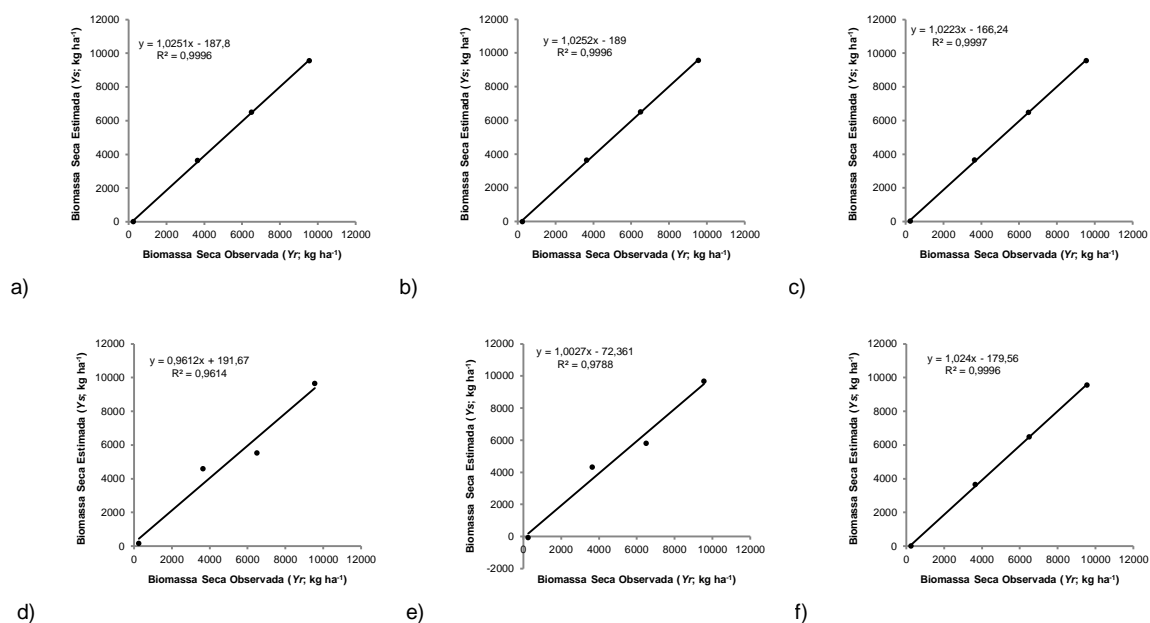 Biomassa Seca Estimada (Ys; kg ha⁻¹)
12000
10000
8000
6000
4000
2000
0
y = 1,0251x - 187,8
R² = 0,9996
0 2000 4000 6000 8000 10000 12000
Biomassa Seca Observada (Yr; kg ha⁻¹)
a)
Biomassa Seca Estimada (Ys; kg ha⁻¹)
12000
10000
8000
6000
4000
2000
0
y = 1,0252x - 189
R² = 0,9996
0 2000 4000 6000 8000 10000 12000
Biomassa Seca Observada (Yr; kg ha⁻¹)
b)
Biomassa Seca Estimada (Ys; kg ha⁻¹)
12000
10000
8000
6000
4000
2000
0
y = 1,0223x - 166,24
R² = 0,9997
0 2000 4000 6000 8000 10000 12000
Biomassa Seca Observada (Yr; kg ha⁻¹)
c)
Biomassa Seca Estimada (Ys; kg ha⁻¹)
12000
10000
8000
6000
4000
2000
0
y = 0,9612x + 191,67
R² = 0,9614
0 2000 4000 6000 8000 10000 12000
Biomassa Seca Observada (Yr; kg ha⁻¹)
d)
Biomassa Seca Estimada (Ys; kg ha⁻¹)
12000
10000
8000
6000
4000
2000
0
-2000
y = 1,0027x - 72,361
R² = 0,9788
0 2000 4000 6000 8000 10000 12000
Biomassa Seca Observada (Yr; kg ha⁻¹)
e)
Biomassa Seca Estimada (Ys; kg ha⁻¹)
12000
10000
8000
6000
4000
2000
0
y = 1,024x - 179,56
R² = 0,9996
0 2000 4000 6000 8000 10000 12000
Biomassa Seca Observada (Yr; kg ha⁻¹)
f)